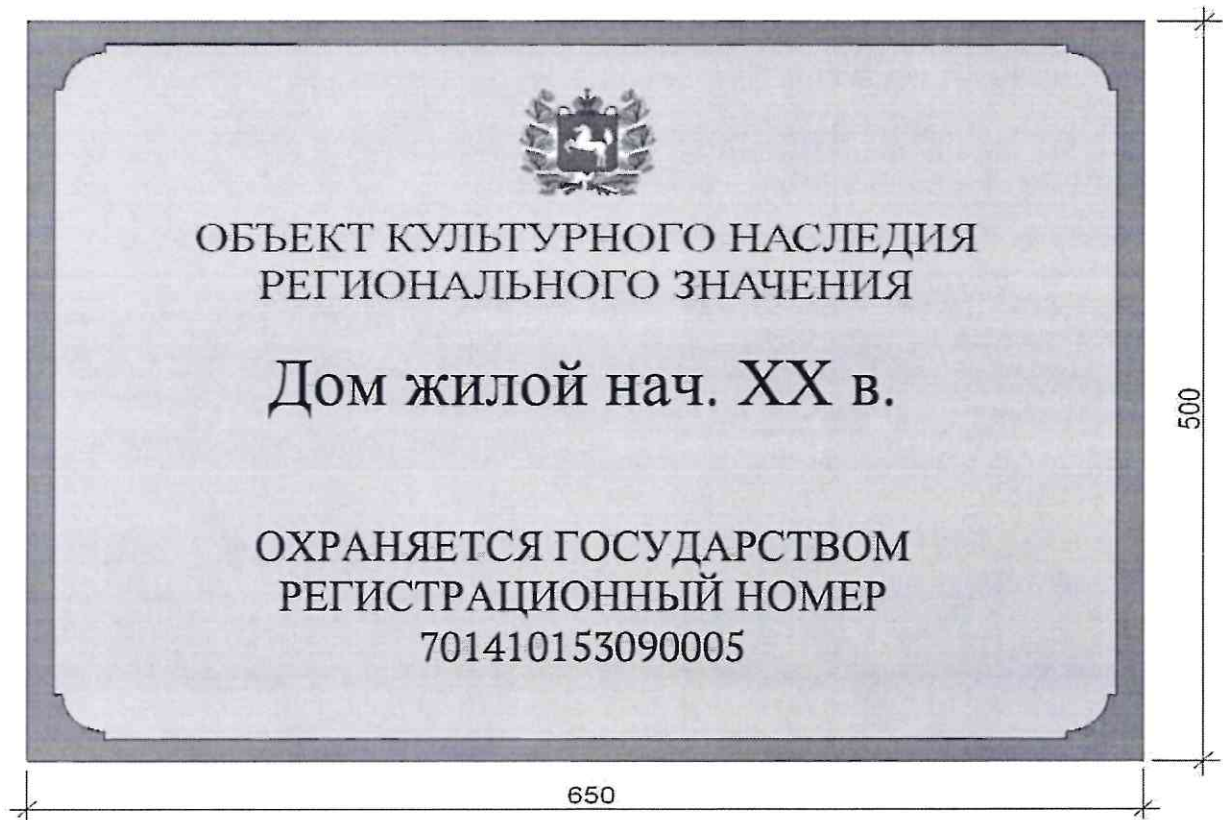 ОБЪЕКТ КУЛЬТУРНОГО НАСЛЕДИЯ
РЕГИОНАЛЬНОГО ЗНАЧЕНИЯ
Дом жилой нач. XX в.
500
ОХРАНЯЕТСЯ ГОСУДАРСТВОМ
РЕГИСТРАЦИОННЫЙ НОМЕР
701410153090005
650